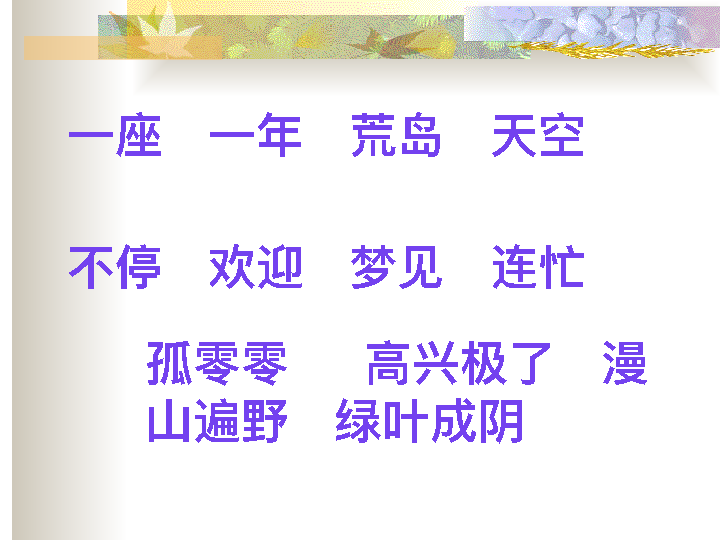 一座 一年 荒岛 天空
不停 欢迎 梦见 连忙
孤零零 高兴极了 漫
山遍野 绿叶成阴